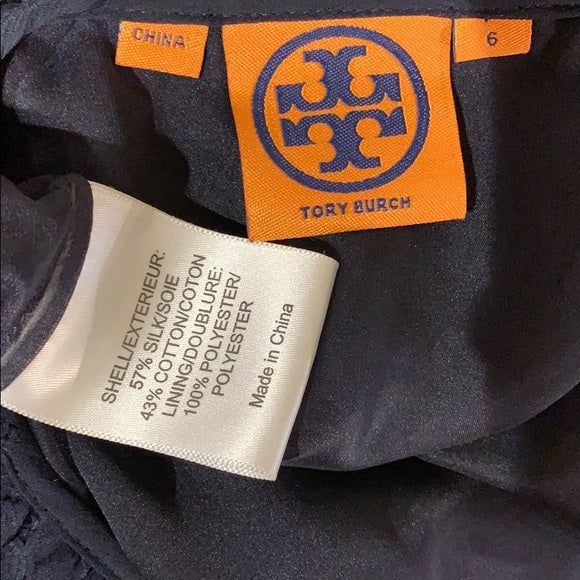 CHINA
6
TORY BURCH
SHELL/EXTERIEUR:
57% SILK/SOIE
43% COTTON/COTON
LINING/DOUBLURE:
100% POLYESTER/
POLYESTER
Made in China